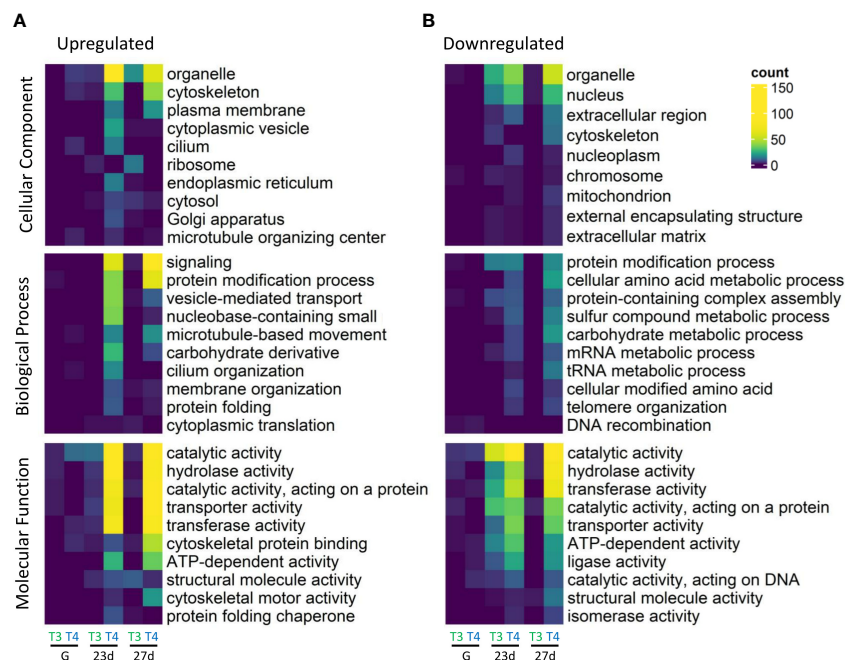 A
B
Upregulated
Downregulated
Cellular Component
organelle
cytoskeleton
plasma membrane
cytoplasmic vesicle
cilium
ribosome
endoplasmic reticulum
cytosol
Golgi apparatus
microtubule organizing center
organelle
nucleus
extracellular region
cytoskeleton
nucleoplasm
chromosome
mitochondrion
external encapsulating structure
extracellular matrix
count
150
100
50
0
Biological Process
signaling
protein modification process
vesicle-mediated transport
nucleobase-containing small
microtubule-based movement
carbohydrate derivative
cilium organization
membrane organization
protein folding
cytoplasmic translation
protein modification process
cellular amino acid metabolic process
protein-containing complex assembly
sulfur compound metabolic process
carbohydrate metabolic process
mRNA metabolic process
tRNA metabolic process
cellular modified amino acid
telomere organization
DNA recombination
Molecular Function
catalytic activity
hydrolase activity
catalytic activity, acting on a protein
transporter activity
transferase activity
cytoskeletal protein binding
ATP-dependent activity
structural molecule activity
cytoskeletal motor activity
protein folding chaperone
catalytic activity
hydrolase activity
transferase activity
catalytic activity, acting on a protein
transporter activity
ATP-dependent activity
ligase activity
catalytic activity, acting on DNA
structural molecule activity
isomerase activity
T3 T4 T3 T4 T3 T4
G 23d 27d
T3 T4 T3 T4 T3 T4
G 23d 27d